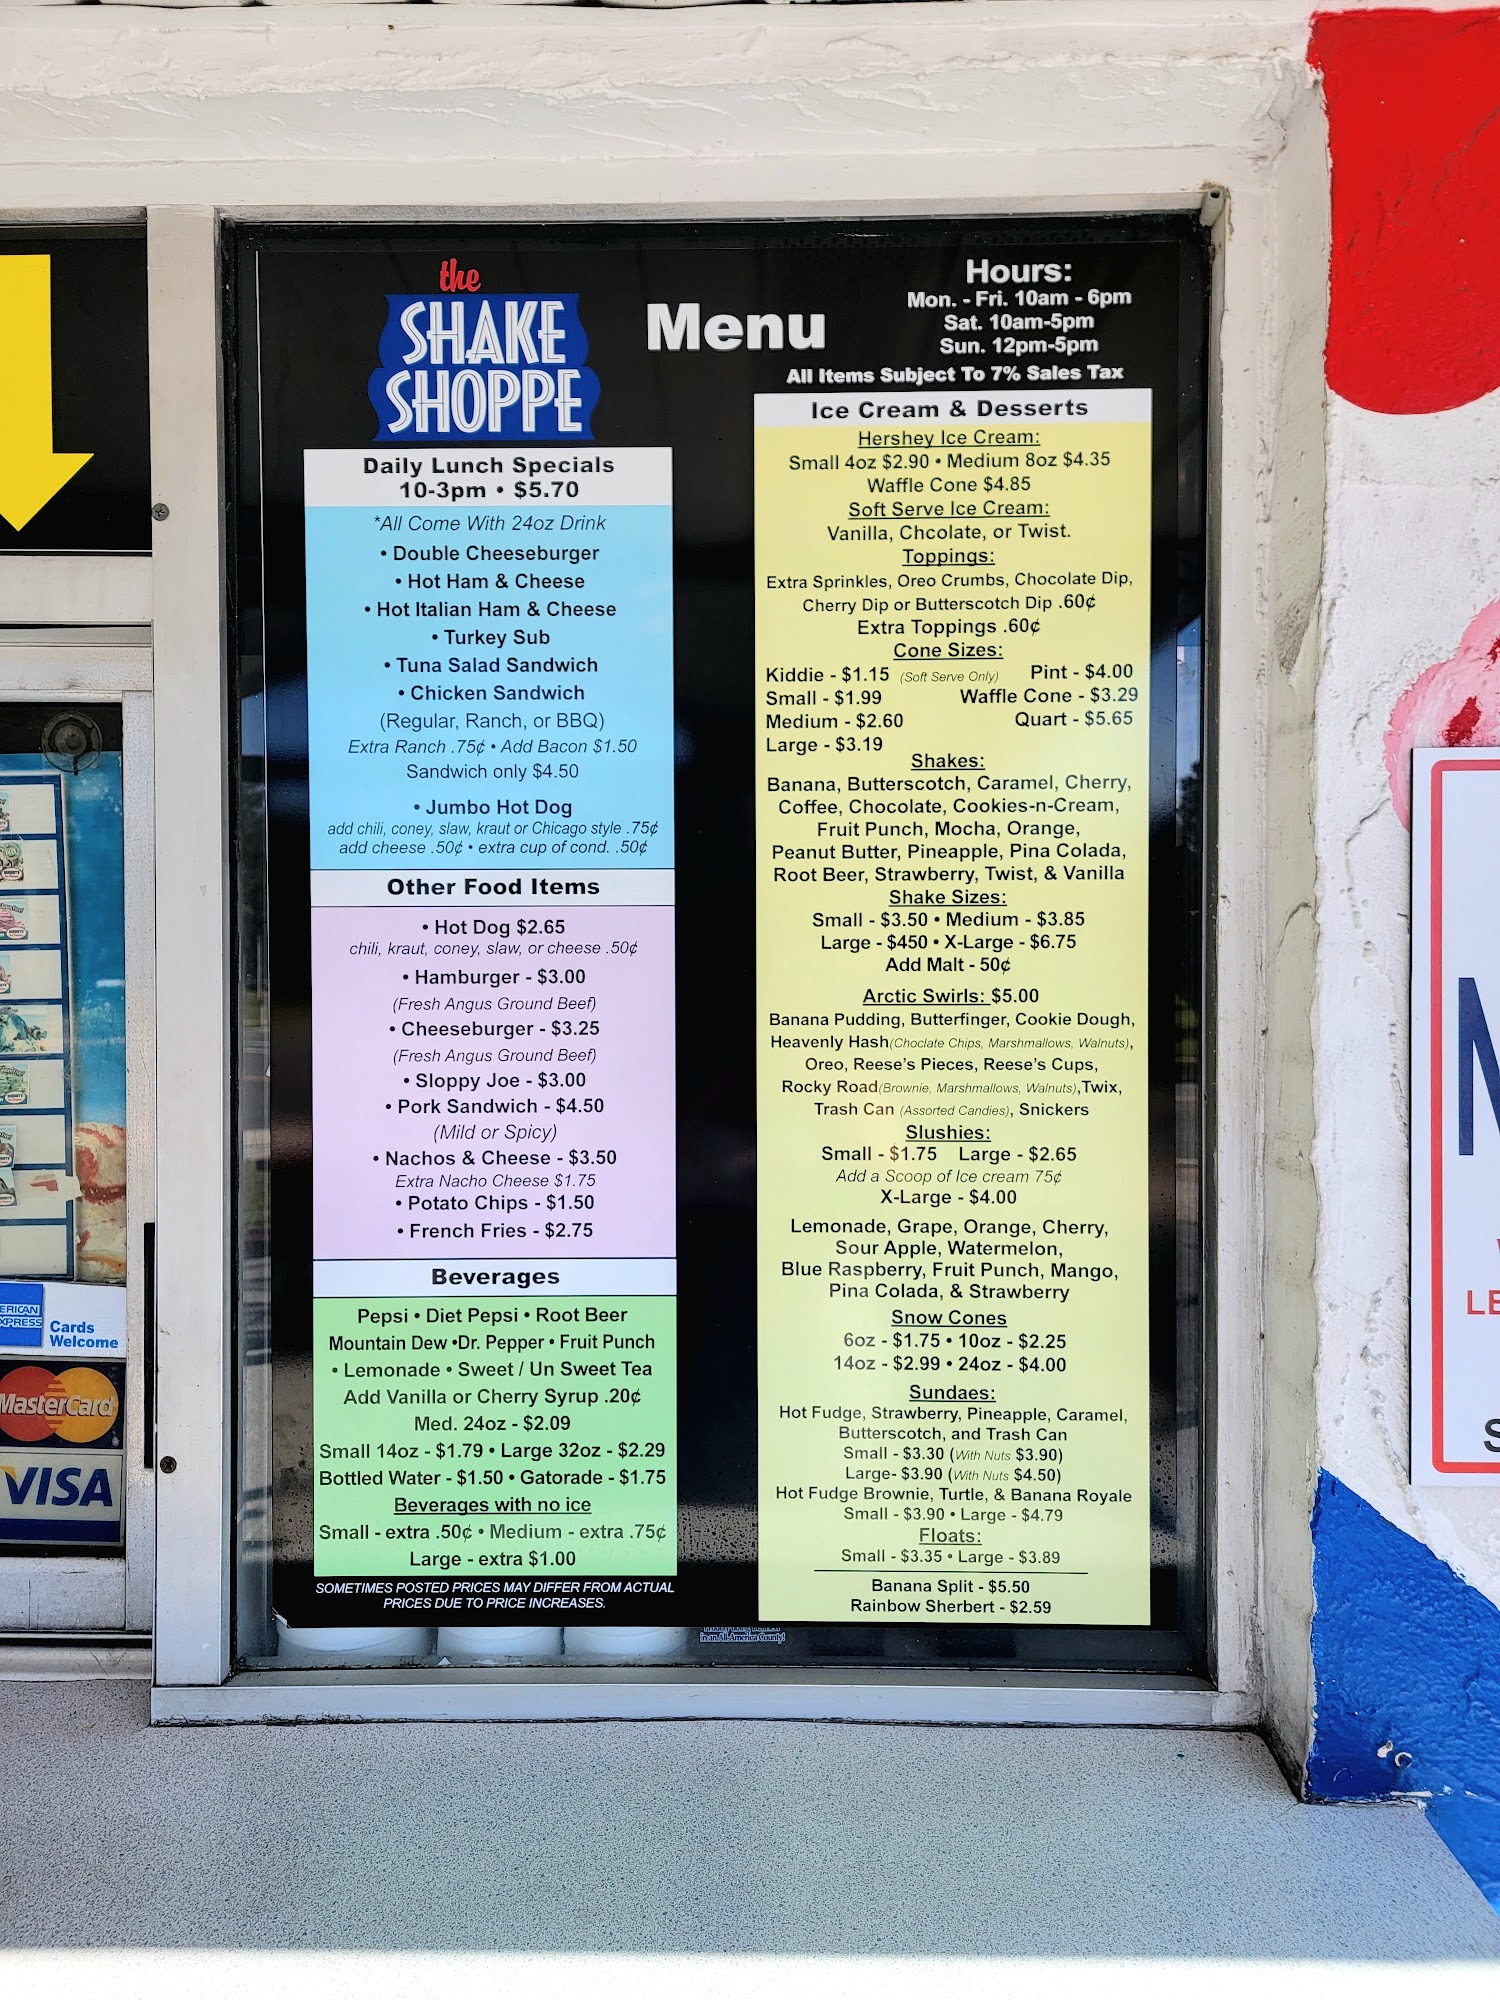 the
SHAKE
SHOPPE
Menu
Hours:
Mon. - Fri. 10am - 6pm
Sat. 10am-5pm
Sun. 12pm-5pm
All Items Subject To 7% Sales Tax
Daily Lunch Specials
10-3pm • $5.70
*All Come With 24oz Drink
• Double Cheeseburger
• Hot Ham & Cheese
• Hot Italian Ham & Cheese
• Turkey Sub
• Tuna Salad Sandwich
• Chicken Sandwich
(Regular, Ranch, or BBQ)
Extra Ranch .75¢ • Add Bacon $1.50
Sandwich only $4.50
• Jumbo Hot Dog
add chili, coney, slaw, kraut or Chicago style .75¢
add cheese .50¢ • extra cup of cond. .50¢
Other Food Items
• Hot Dog $2.65
chili, kraut, coney, slaw, or cheese .50¢
• Hamburger - $3.00
(Fresh Angus Ground Beef)
• Cheeseburger - $3.25
(Fresh Angus Ground Beef)
• Sloppy Joe - $3.00
• Pork Sandwich - $4.50
(Mild or Spicy)
• Nachos & Cheese - $3.50
Extra Nacho Cheese $1.75
• Potato Chips - $1.50
• French Fries - $2.75
Beverages
Pepsi • Diet Pepsi • Root Beer
Mountain Dew •Dr. Pepper • Fruit Punch
• Lemonade • Sweet / Un Sweet Tea
Add Vanilla or Cherry Syrup .20¢
Med. 24oz - $2.09
Small 14oz - $1.79 • Large 32oz - $2.29
Bottled Water - $1.50 • Gatorade - $1.75
Beverages with no ice
Small - extra .50¢ • Medium - extra .75¢
Large - extra $1.00
SOMETIMES POSTED PRICES MAY DIFFER FROM ACTUAL
PRICES DUE TO PRICE INCREASES.
Ice Cream & Desserts
Hershey Ice Cream:
Small 4oz $2.90 • Medium 8oz $4.35
Waffle Cone $4.85
Soft Serve Ice Cream:
Vanilla, Chcolate, or Twist.
Toppings:
Extra Sprinkles, Oreo Crumbs, Chocolate Dip,
Cherry Dip or Butterscotch Dip .60¢
Extra Toppings .60¢
Cone Sizes:
Kiddie - $1.15 (Soft Serve Only) Pint - $4.00
Small - $1.99 Waffle Cone - $3.29
Medium - $2.60 Quart - $5.65
Large - $3.19
Shakes:
Banana, Butterscotch, Caramel, Cherry,
Coffee, Chocolate, Cookies-n-Cream,
Fruit Punch, Mocha, Orange,
Peanut Butter, Pineapple, Pina Colada,
Root Beer, Strawberry, Twist, & Vanilla
Shake Sizes:
Small - $3.50 • Medium - $3.85
Large - $450 • X-Large - $6.75
Add Malt - 50¢
Arctic Swirls: $5.00
Banana Pudding, Butterfinger, Cookie Dough,
Heavenly Hash(Choclate Chips, Marshmallows, Walnuts),
Oreo, Reese's Pieces, Reese's Cups,
Rocky Road(Brownie, Marshmallows, Walnuts),Twix,
Trash Can (Assorted Candies), Snickers
Slushies:
Small - $1.75 Large - $2.65
Add a Scoop of Ice cream 75¢
X-Large - $4.00
Lemonade, Grape, Orange, Cherry,
Sour Apple, Watermelon,
Blue Raspberry, Fruit Punch, Mango,
Pina Colada, & Strawberry
Snow Cones
6oz - $1.75 • 10oz - $2.25
14oz - $2.99 • 24oz - $4.00
Sundaes:
Hot Fudge, Strawberry, Pineapple, Caramel,
Butterscotch, and Trash Can
Small - $3.30 (With Nuts $3.90)
Large- $3.90 (With Nuts $4.50)
Hot Fudge Brownie, Turtle, & Banana Royale
Small - $3.90 • Large - $4.79
Floats:
Small - $3.35 • Large - $3.89
Banana Split - $5.50
Rainbow Sherbert - $2.59
in an All-America County!
ERICAN
XPRESS
Cards
Welcome
MasterCard
VISA
LE
S